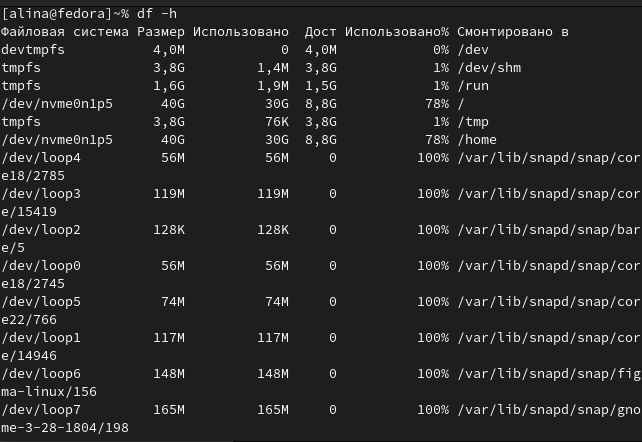 [alina@fedora]~% df -h
Файловая система Размер Использовано  Дост Использовано% Смонтировано в
devtmpfs           4,0M            0  4,0M            0% /dev
tmpfs              3,8G         1,4M  3,8G            1% /dev/shm
tmpfs              1,6G         1,9M  1,5G            1% /run
/dev/nvme0n1p5      40G          30G  8,8G           78% /
tmpfs              3,8G          76K  3,8G            1% /tmp
/dev/nvme0n1p5      40G          30G  8,8G           78% /home
/dev/loop4          56M          56M     0          100% /var/lib/snapd/snap/cor
e18/2785
/dev/loop3         119M         119M     0          100% /var/lib/snapd/snap/cor
e/15419
/dev/loop2         128K         128K     0          100% /var/lib/snapd/snap/bar
e/5
/dev/loop0          56M          56M     0          100% /var/lib/snapd/snap/cor
e18/2745
/dev/loop5          74M          74M     0          100% /var/lib/snapd/snap/cor
e22/766
/dev/loop1         117M         117M     0          100% /var/lib/snapd/snap/cor
e/14946
/dev/loop6         148M         148M     0          100% /var/lib/snapd/snap/fig
ma-linux/156
/dev/loop7         165M         165M     0          100% /var/lib/snapd/snap/gno
me-3-28-1804/198